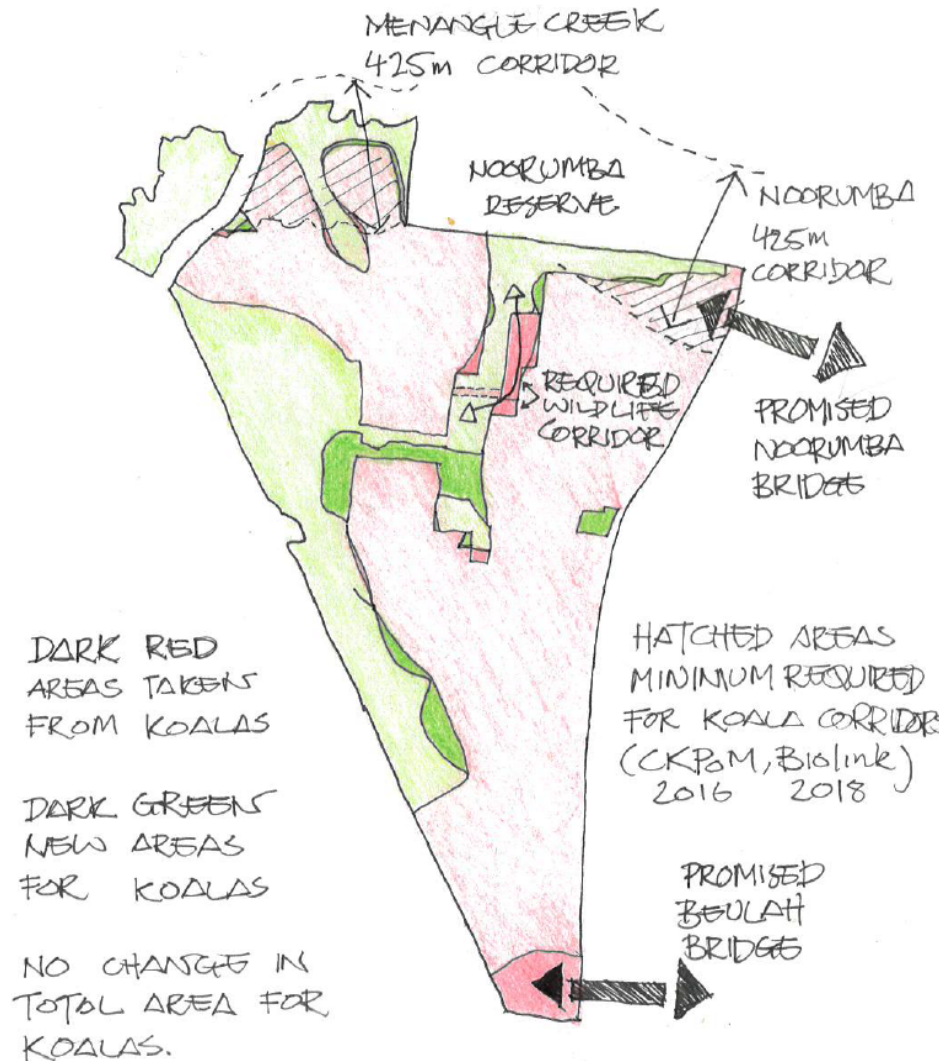 MENANGLE CREEK
425m CORRIDOR
NOORUMBA
RESERVE
NOORUMBA
425m
CORRIDOR
REQUIRED
WILDLIFE
CORRIDOR
PROMISED
NOORUMBA
BRIDGE
DARK RED
AREAS TAKEN
FROM KOALAS
HATCHED AREAS
MINIMUM REQUIRED
FOR KOALA CORRIDORS
(CKPoM, Biolink)
2016 2018
DARK GREEN
NEW AREAS
FOR KOALAS
PROMISED
BEULAH
BRIDGE
NO CHANGE IN
TOTAL AREA FOR
KOALAS.